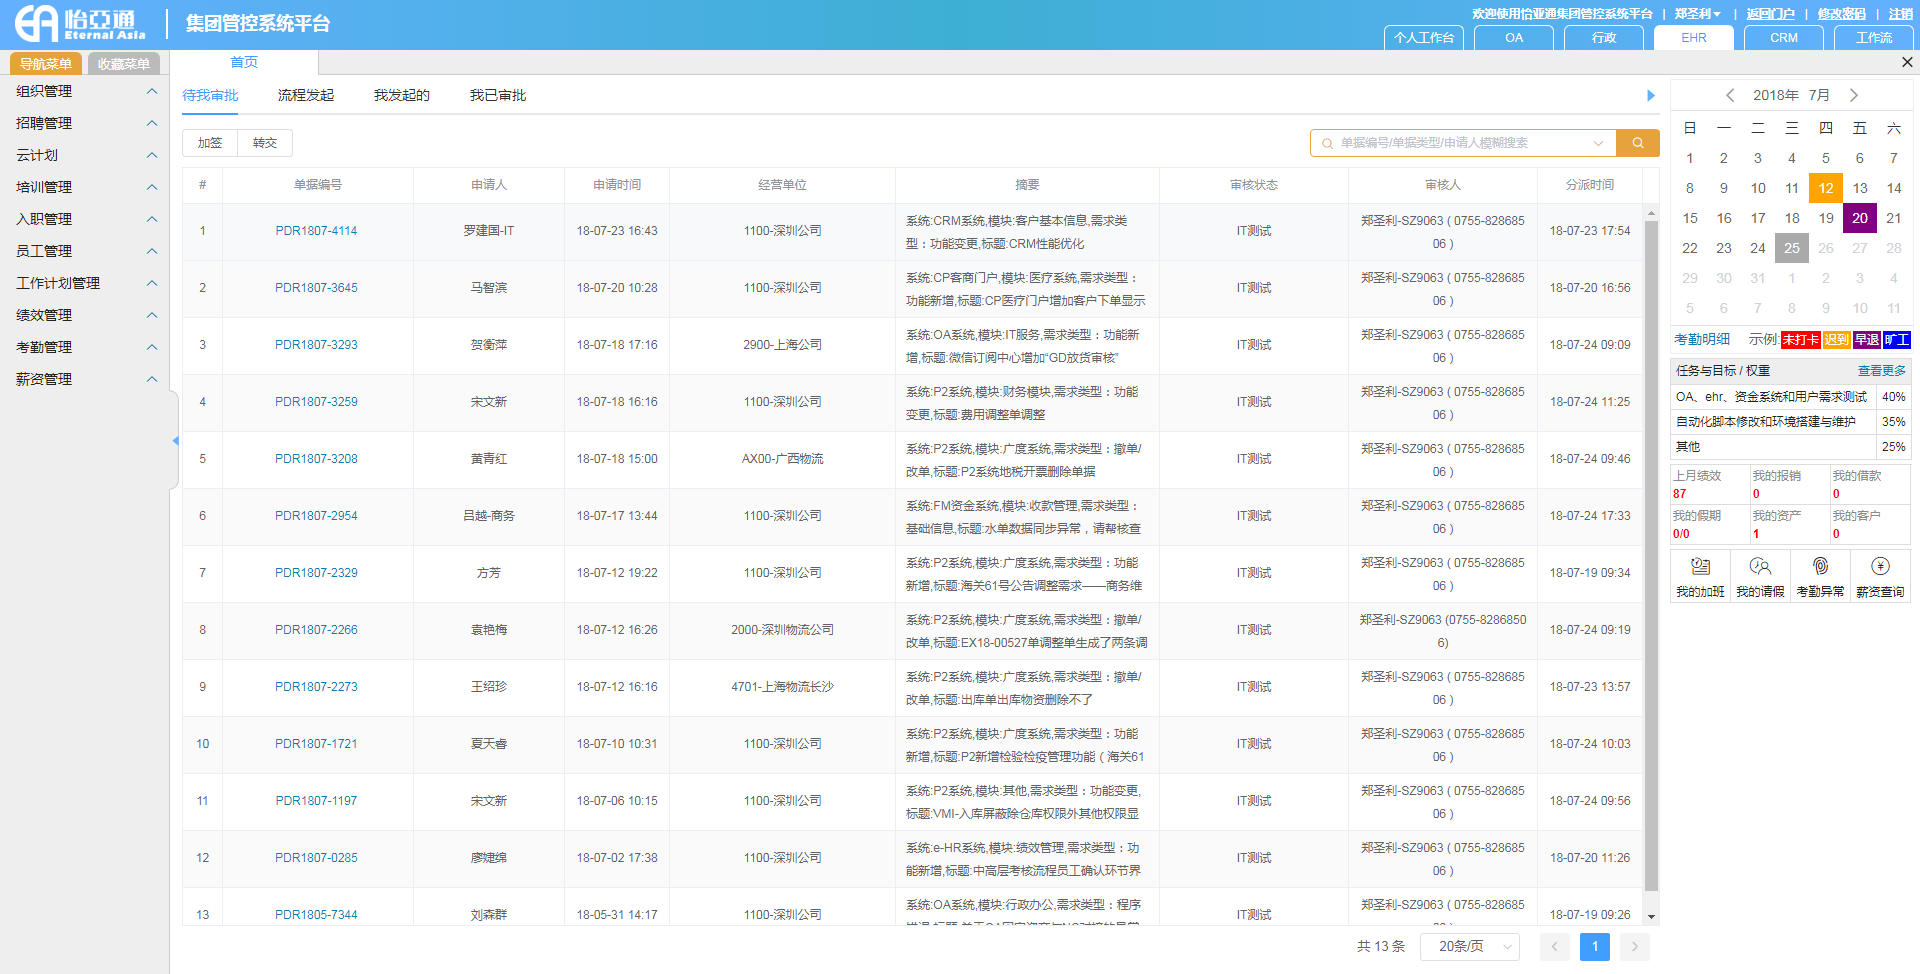 怡亞通
Eternal Asia
集团管控系统平台
欢迎使用怡亚通集团管控系统平台 | 郑圣利 | 返回门户 | 修改密码 | 注销
个人工作台 OA 行政 EHR CRM 工作流
导航菜单 收藏菜单
首页
组织管理
招聘管理
云计划
培训管理
入职管理
员工管理
工作计划管理
绩效管理
考勤管理
薪资管理
待我审批 流程发起 我发起的 我已审批
加签 转交
单据编号/单据类型/申请人模糊搜索
# 单据编号 申请人 申请时间 经营单位 摘要 审核状态 审核人 分派时间
1 PDR1807-4114 罗建国-IT 18-07-23 16:43 1100-深圳公司 系统:CRM系统,模块:客户基本信息,需求类 IT测试 郑圣利-SZ9063 ( 0755-828685 18-07-23 17:54
型：功能变更,标题:CRM性能优化 06 )
2 PDR1807-3645 马智滨 18-07-20 10:28 1100-深圳公司 系统:CP客商门户,模块:医疗系统,需求类型： IT测试 郑圣利-SZ9063 ( 0755-828685 18-07-20 16:56
功能新增,标题:CP医疗门户增加客户下单显示 06 )
3 PDR1807-3293 贺衡萍 18-07-18 17:16 2900-上海公司 系统:OA系统,模块:IT服务,需求类型：功能新 IT测试 郑圣利-SZ9063 ( 0755-828685 18-07-24 09:09
增,标题:微信订阅中心增加“GD放货审核” 06 )
4 PDR1807-3259 宋文新 18-07-18 16:16 1100-深圳公司 系统:P2系统,模块:财务模块,需求类型：功能 IT测试 郑圣利-SZ9063 ( 0755-828685 18-07-24 11:25
变更,标题:费用调整单调整 06 )
5 PDR1807-3208 黄青红 18-07-18 15:00 AX00-广西物流 系统:P2系统,模块:广度系统,需求类型：撤单/ IT测试 郑圣利-SZ9063 ( 0755-828685 18-07-24 09:46
改单,标题:P2系统地税开票删除单据 06 )
6 PDR1807-2954 吕越-商务 18-07-17 13:44 1100-深圳公司 系统:FM资金系统,模块:收款管理,需求类型： IT测试 郑圣利-SZ9063 ( 0755-828685 18-07-24 17:33
基础信息,标题:水单数据同步异常，请帮核查 06 )
7 PDR1807-2329 方芳 18-07-12 19:22 1100-深圳公司 系统:P2系统,模块:广度系统,需求类型：功能 IT测试 郑圣利-SZ9063 ( 0755-828685 18-07-19 09:34
新增,标题:海关61号公告调整需求——商务维 06 )
8 PDR1807-2266 袁艳梅 18-07-12 16:26 2000-深圳物流公司 系统:P2系统,模块:广度系统,需求类型：撤单/ IT测试 郑圣利-SZ9063 (0755-8286850 18-07-24 09:19
改单,标题:EX18-00527单调整单生成了两条调 6)
9 PDR1807-2273 王绍珍 18-07-12 16:16 4701-上海物流长沙 系统:P2系统,模块:广度系统,需求类型：撤单/ IT测试 郑圣利-SZ9063 ( 0755-828685 18-07-23 13:57
改单,标题:出库单出库物资删除不了 06 )
10 PDR1807-1721 夏天睿 18-07-10 10:31 1100-深圳公司 系统:P2系统,模块:广度系统,需求类型：功能 IT测试 郑圣利-SZ9063 ( 0755-828685 18-07-24 10:03
新增,标题:P2新增检验检疫管理功能（海关61 06 )
11 PDR1807-1197 宋文新 18-07-06 10:15 1100-深圳公司 系统:P2系统,模块:其他,需求类型：功能变更, IT测试 郑圣利-SZ9063 ( 0755-828685 18-07-24 09:56
标题:VMI-入库屏蔽除仓库权限外其他权限显 06 )
12 PDR1807-0285 廖婕绵 18-07-02 17:38 1100-深圳公司 系统:e-HR系统,模块:绩效管理,需求类型：功 IT测试 郑圣利-SZ9063 ( 0755-828685 18-07-20 11:26
能新增,标题:中高层考核流程员工确认环节界 06 )
13 PDR1805-7344 刘森群 18-05-31 14:17 1100-深圳公司 系统:OA系统,模块:行政办公,需求类型：程序 IT测试 郑圣利-SZ9063 ( 0755-828685 18-07-19 09:26
06 )
共 13 条 20条/页 1
2018年 7月
日 一 二 三 四 五 六
1 2 3 4 5 6 7
8 9 10 11 12 13 14
15 16 17 18 19 20 21
22 23 24 25 26 27 28
29 30 31 1 2 3 4
5 6 7 8 9 10 11
考勤明细 示例: 未打卡 迟到 早退 旷工
任务与目标 / 权重 查看更多
OA、ehr、资金系统和用户需求测试 40%
自动化脚本修改和环境搭建与维护 35%
其他 25%
上月绩效 我的报销 我的借款
87 0 0
我的假期 我的资产 我的客户
0/0 1 0
我的加班 我的请假 考勤异常 薪资查询